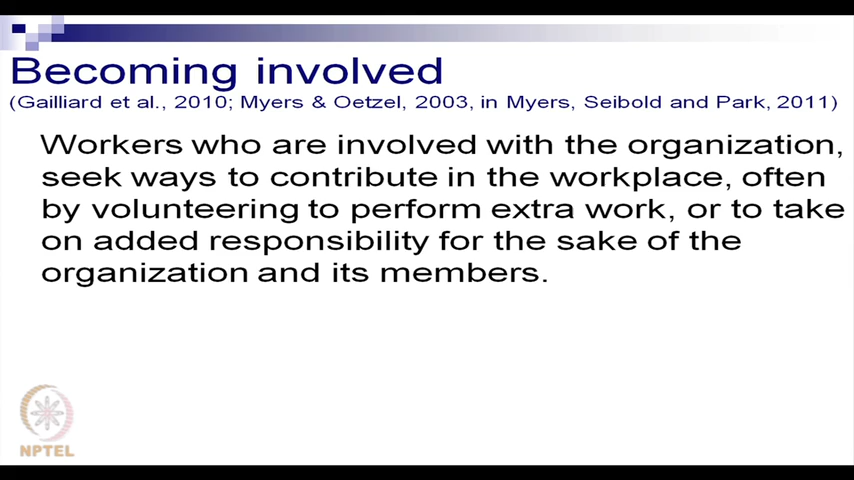 Becoming involved
(Gailliard et al., 2010; Myers & Oetzel, 2003, in Myers, Seibold and Park, 2011)
Workers who are involved with the organization,
seek ways to contribute in the workplace, often
by volunteering to perform extra work, or to take
on added responsibility for the sake of the
organization and its members.
NPTEL